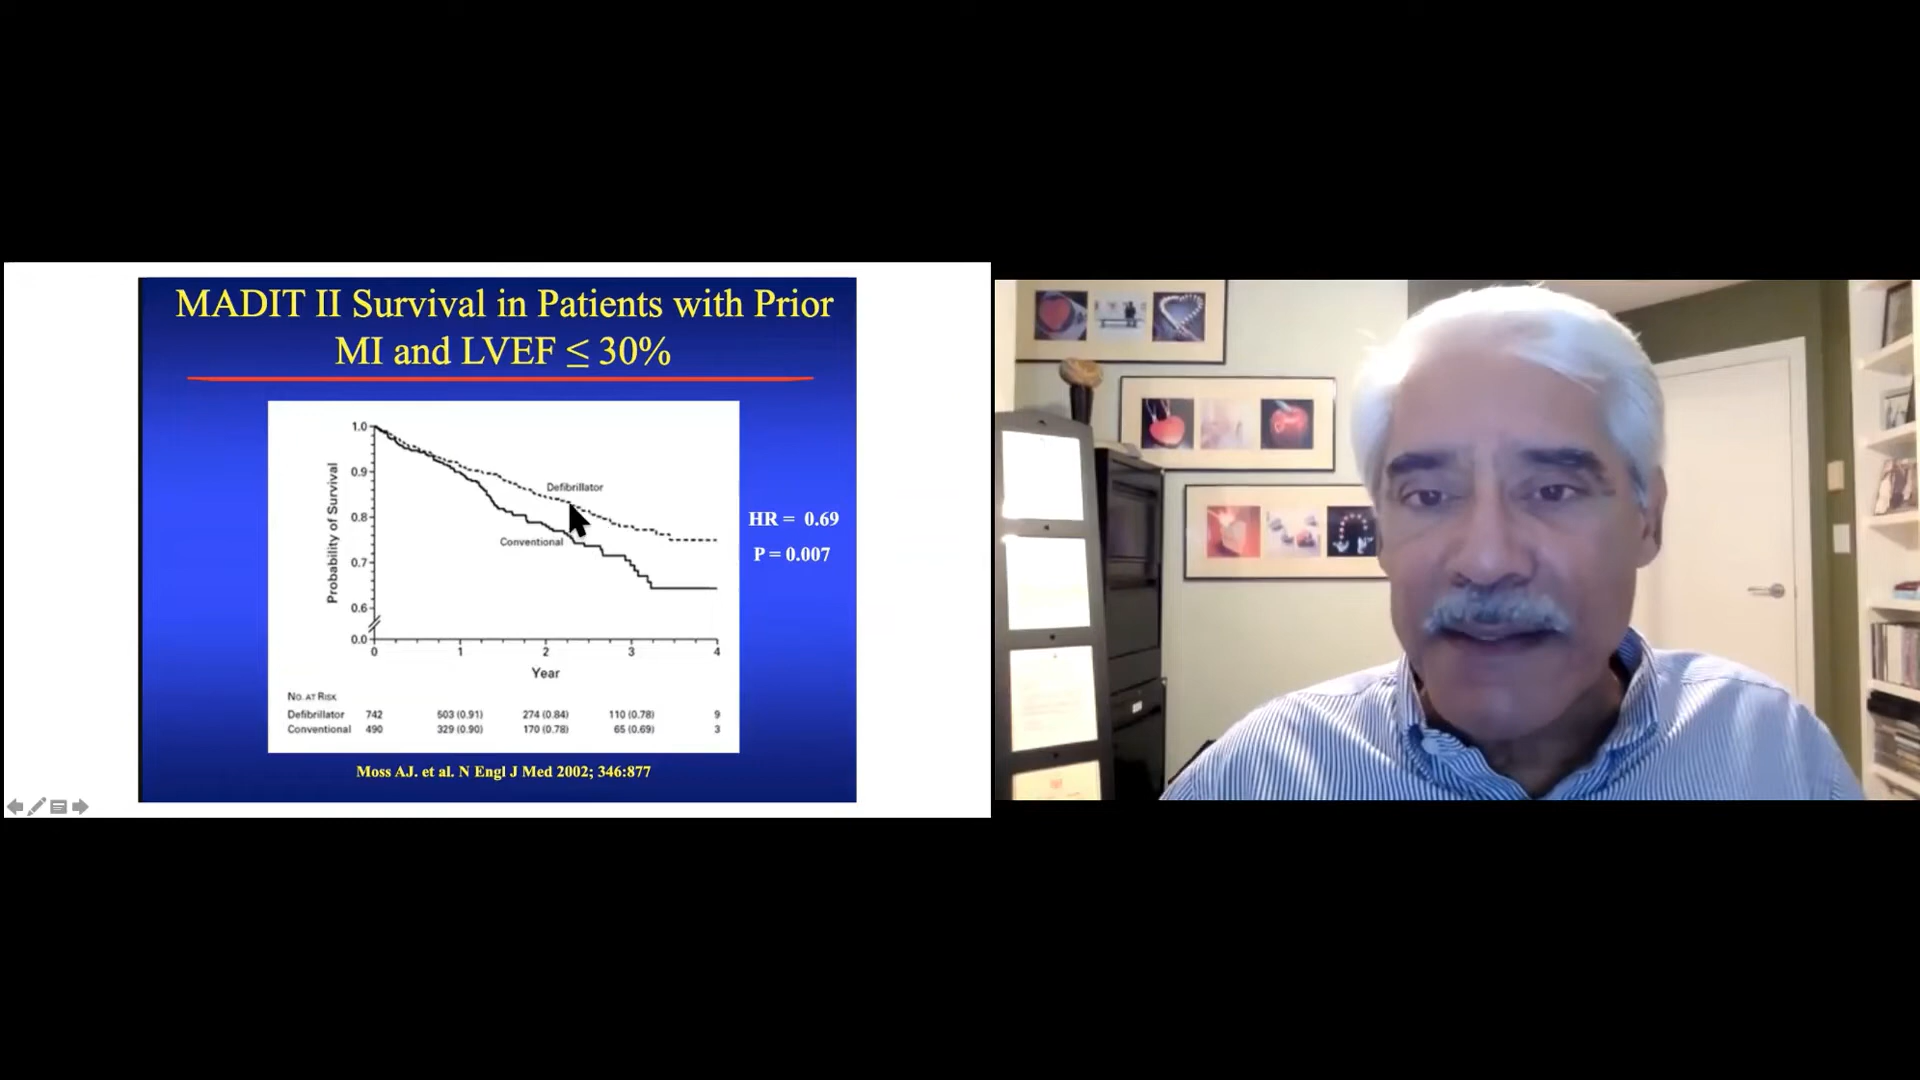 MADIT II Survival in Patients with Prior
MI and LVEF ≤ 30%
1.0
0.9
0.8
0.7
0.6
0.0
Probability of Survival
Defibrillator
Conventional
0 1 2 3 4
Year
HR = 0.69
P = 0.007
NO. AT RISK
Defibrillator 742 503 (0.91) 274 (0.84) 110 (0.78) 9
Conventional 490 329 (0.90) 170 (0.78) 65 (0.69) 3
Moss AJ. et al. N Engl J Med 2002; 346:877